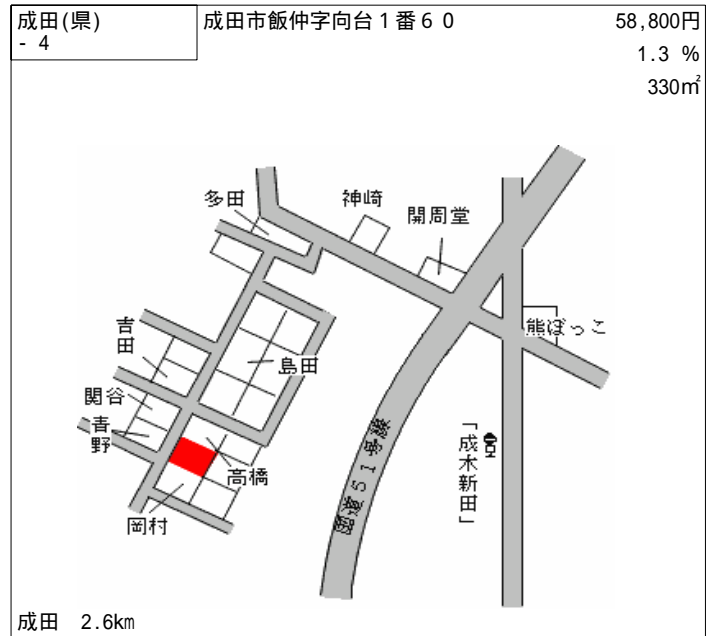 成田(県)
- 4
成田市飯仲字向台１番６０
58,800円
1.3 %
330㎡
多田
神崎
開周堂
熊ぼっこ
吉田
島田
関谷
青野
高橋
岡村
国道５１号線
「成木新田」
成田 2.6㎞